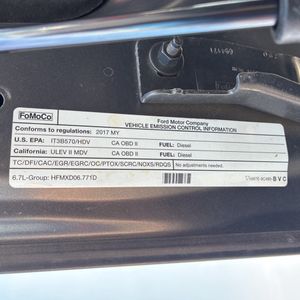 FoMoCo
Ford Motor Company
VEHICLE EMISSION CONTROL INFORMATION
Conforms to regulations: 2017 MY
U.S. EPA: IT3B570/HDV CA OBD II FUEL: Diesel
California: ULEV II MDV CA OBD II FUEL: Diesel
TC/DFI/CAC/EGR/EGRC/OC/PTOX/SCRC/NOXS/RDQS No adjustments needed.
6.7L-Group: HFMXD06.771D
BVC